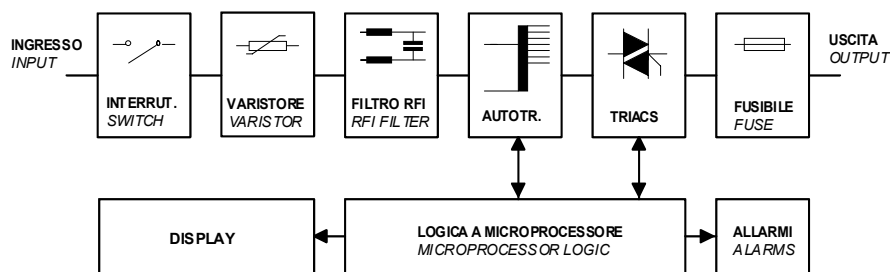 INGRESSO
INPUT
INTERRUT.
SWITCH
VARISTORE
VARISTOR
FILTRO RFI
RFI FILTER
AUTOTR.
TRIACS
FUSIBILE
FUSE
USCITA
OUTPUT
DISPLAY
LOGICA A MICROPROCESSORE
MICROPROCESSOR LOGIC
ALLARMI
ALARMS